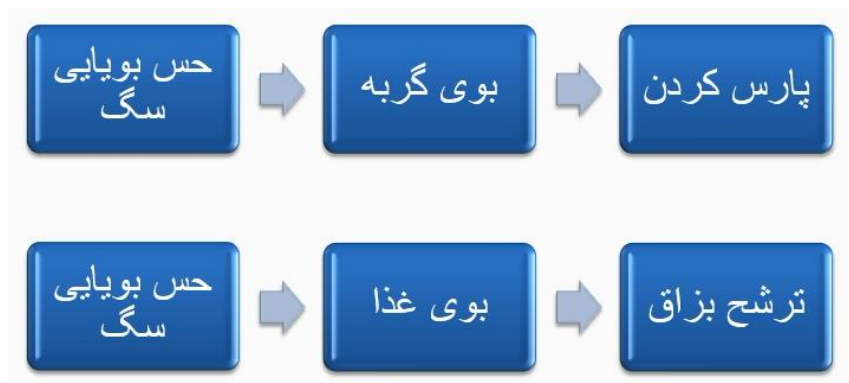 حس بویایی
سگ
بوی گربه
پارس کردن
حس بویایی
سگ
بوی غذا
ترشح بزاق